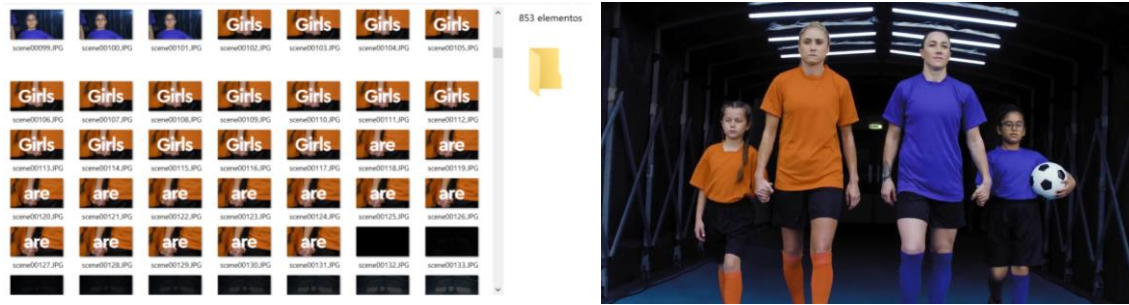 853 elementos
scene00099.JPG scene00100.JPG scene00101.JPG scene00102.JPG scene00103.JPG scene00104.JPG scene00105.JPG
Girls Girls Girls Girls
scene00106.JPG scene00107.JPG scene00108.JPG scene00109.JPG scene00110.JPG scene00111.JPG scene00112.JPG
Girls Girls Girls Girls Girls Girls Girls
scene00113.JPG scene00114.JPG scene00115.JPG scene00116.JPG scene00117.JPG scene00118.JPG scene00119.JPG
Girls Girls Girls Girls Girls are are
scene00120.JPG scene00121.JPG scene00122.JPG scene00123.JPG scene00124.JPG scene00125.JPG scene00126.JPG
are are are are are are are
scene00127.JPG scene00128.JPG scene00129.JPG scene00130.JPG scene00131.JPG scene00132.JPG scene00133.JPG
are are are are are